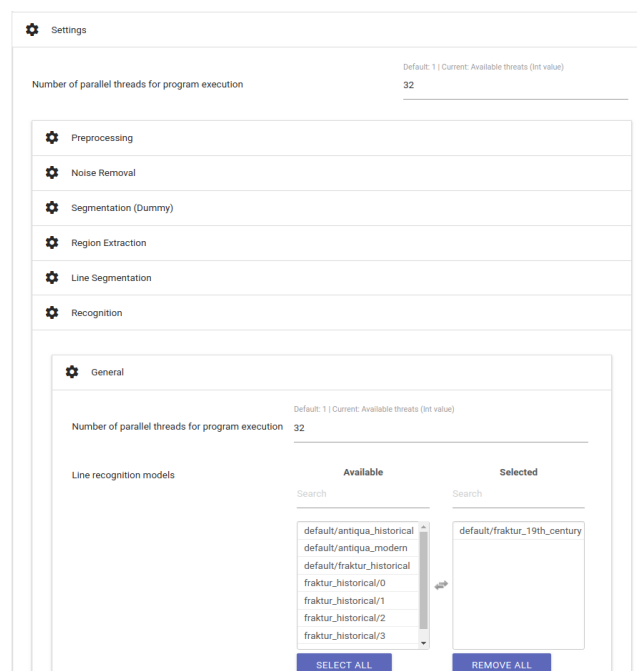 Settings
Default: 1 | Current: Available threats (Int value)
Number of parallel threads for program execution 32
Preprocessing
Noise Removal
Segmentation (Dummy)
Region Extraction
Line Segmentation
Recognition
General
Default: 1 | Current: Available threats (Int value)
Number of parallel threads for program execution 32
Line recognition models Available Selected
Search Search
default/antiqua_historical default/fraktur_19th_century
default/antiqua_modern
default/fraktur_historical
fraktur_historical/0
fraktur_historical/1
fraktur_historical/2
fraktur_historical/3
SELECT ALL REMOVE ALL